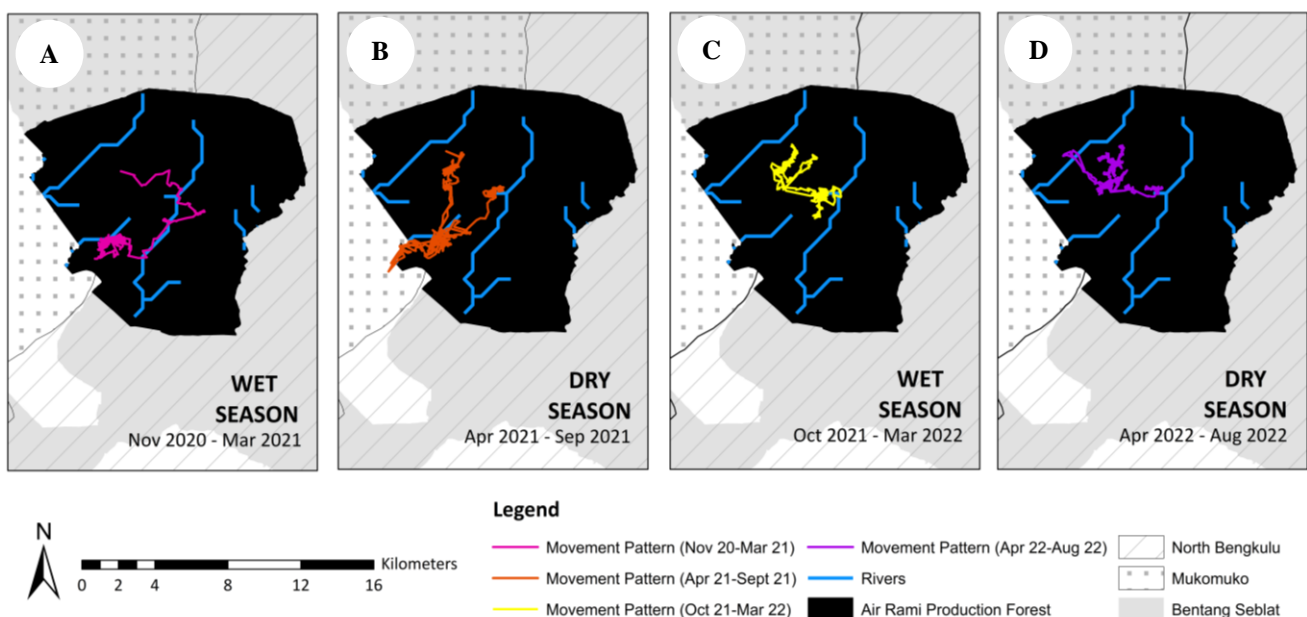 A
B
C
D
WET
SEASON
Nov 2020 - Mar 2021
DRY
SEASON
Apr 2021 - Sep 2021
WET
SEASON
Oct 2021 - Mar 2022
DRY
SEASON
Apr 2022 - Aug 2022
N
Kilometers
0 2 4 8 12 16
Legend
Movement Pattern (Nov 20-Mar 21)
Movement Pattern (Apr 21-Sept 21)
Movement Pattern (Oct 21-Mar 22)
Movement Pattern (Apr 22-Aug 22)
Rivers
Air Rami Production Forest
North Bengkulu
Mukomuko
Bentang Seblat